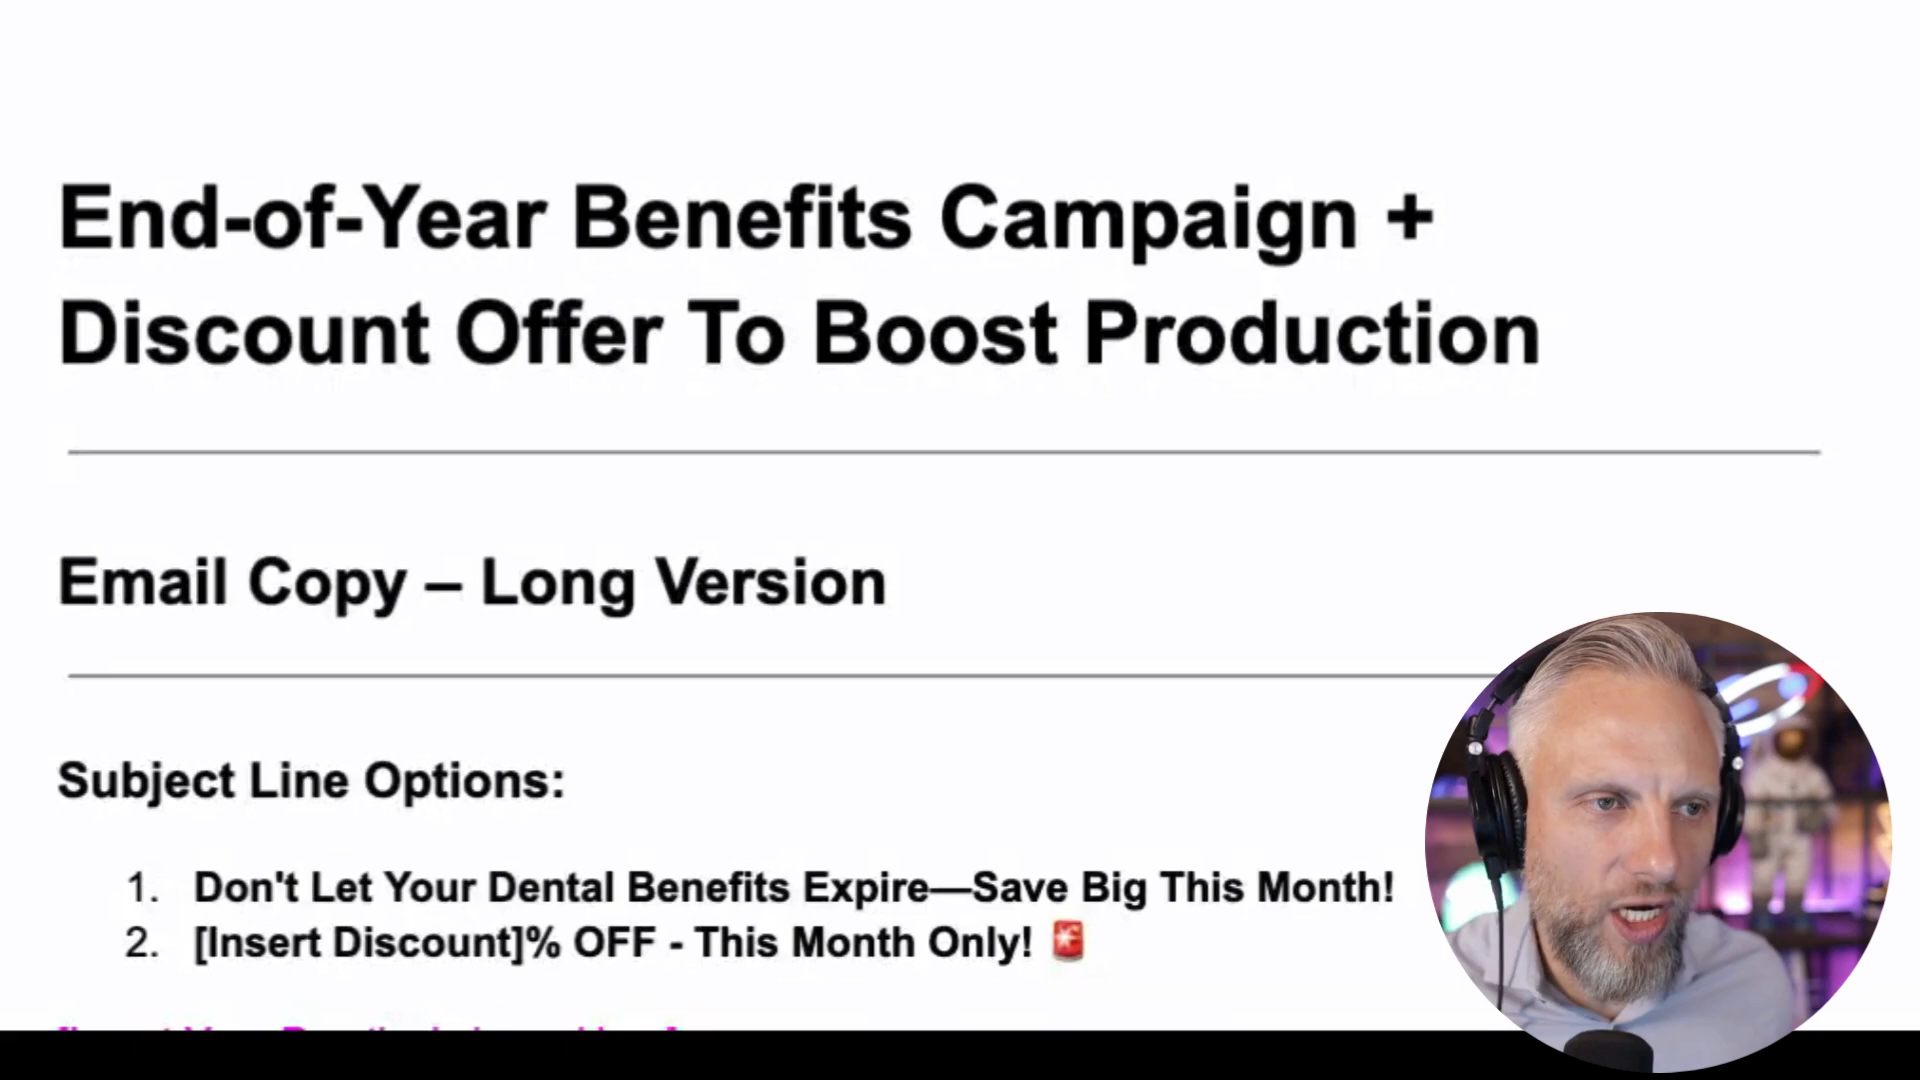 End-of-Year Benefits Campaign +
Discount Offer To Boost Production
Email Copy – Long Version
Subject Line Options:
1. Don't Let Your Dental Benefits Expire—Save Big This Month!
2. [Insert Discount]% OFF - This Month Only! 🚨